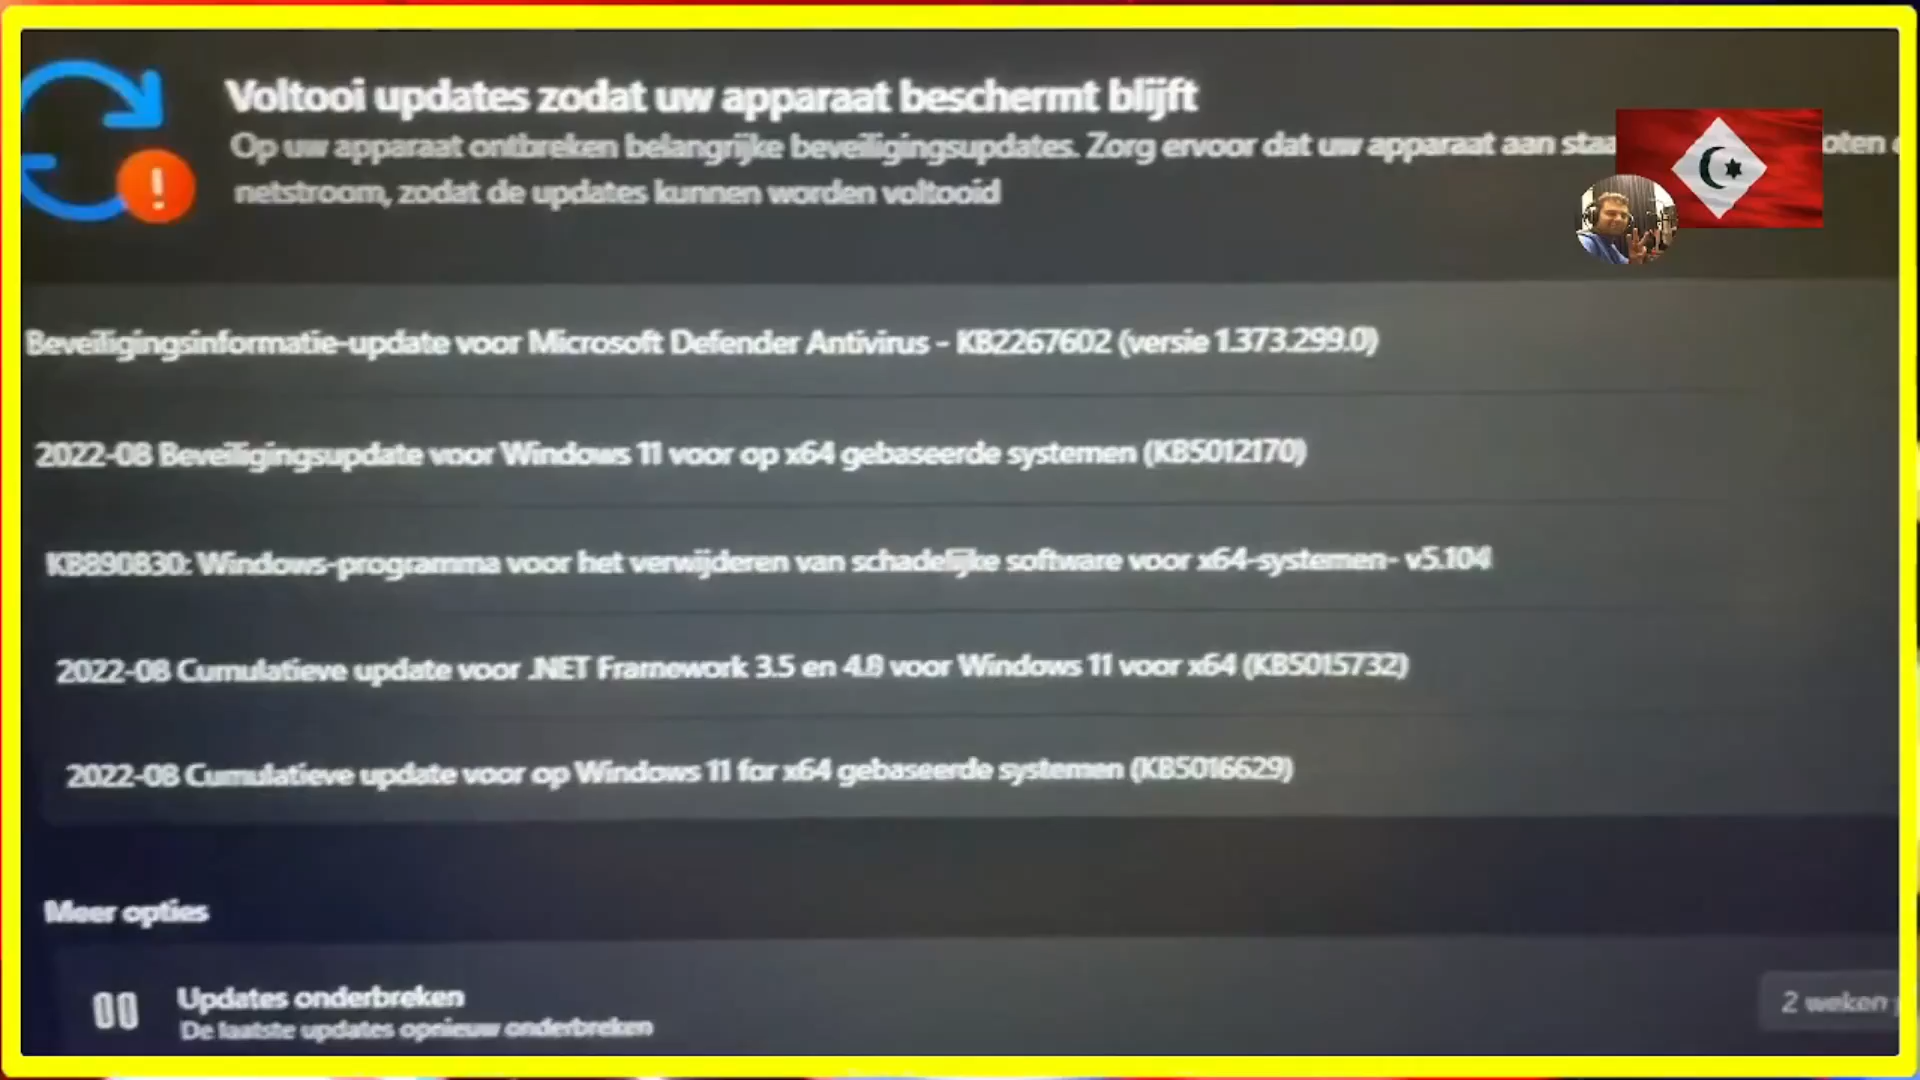 Voltooi updates zodat uw apparaat beschermt blijft
Op uw apparaat ontbreken belangrijke beveiligingsupdates. Zorg ervoor dat uw apparaat aan
netstroom, zodat de updates kunnen worden voltooid
Beveiligingsinformatie-update voor Microsoft Defender Antivirus - KB2267602 (versie 1.373.299.0)
2022-08 Beveiligingsupdate voor Windows 11 voor op x64 gebaseerde systemen (KB5012170)
KB890830: Windows-programma voor het verwijderen van schadelijke software voor x64-systemen- v5.104
2022-08 Cumulatieve update voor .NET Framework 3.5 en 4.8 voor Windows 11 voor x64 (KB5015732)
2022-08 Cumulatieve update voor op Windows 11 for x64 gebaseerde systemen (KB5016629)
Meer opties
Updates onderbreken
De laatste updates opnieuw onderbreken
2 weken